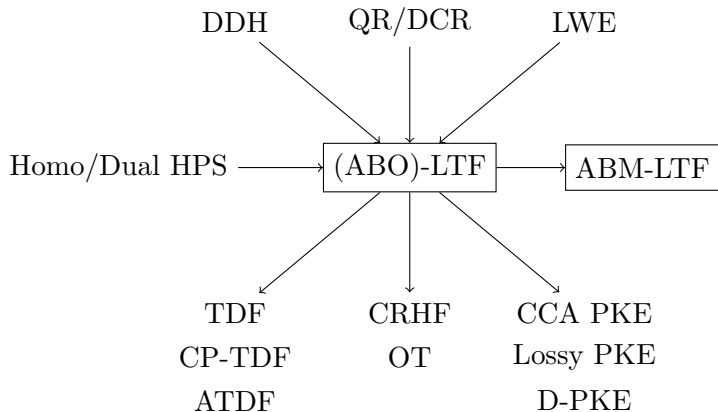 DDH QR/DCR LWE
Homo/Dual HPS (ABO)-LTF ABM-LTF
TDF CRHF CCA PKE
CP-TDF OT Lossy PKE
ATDF D-PKE